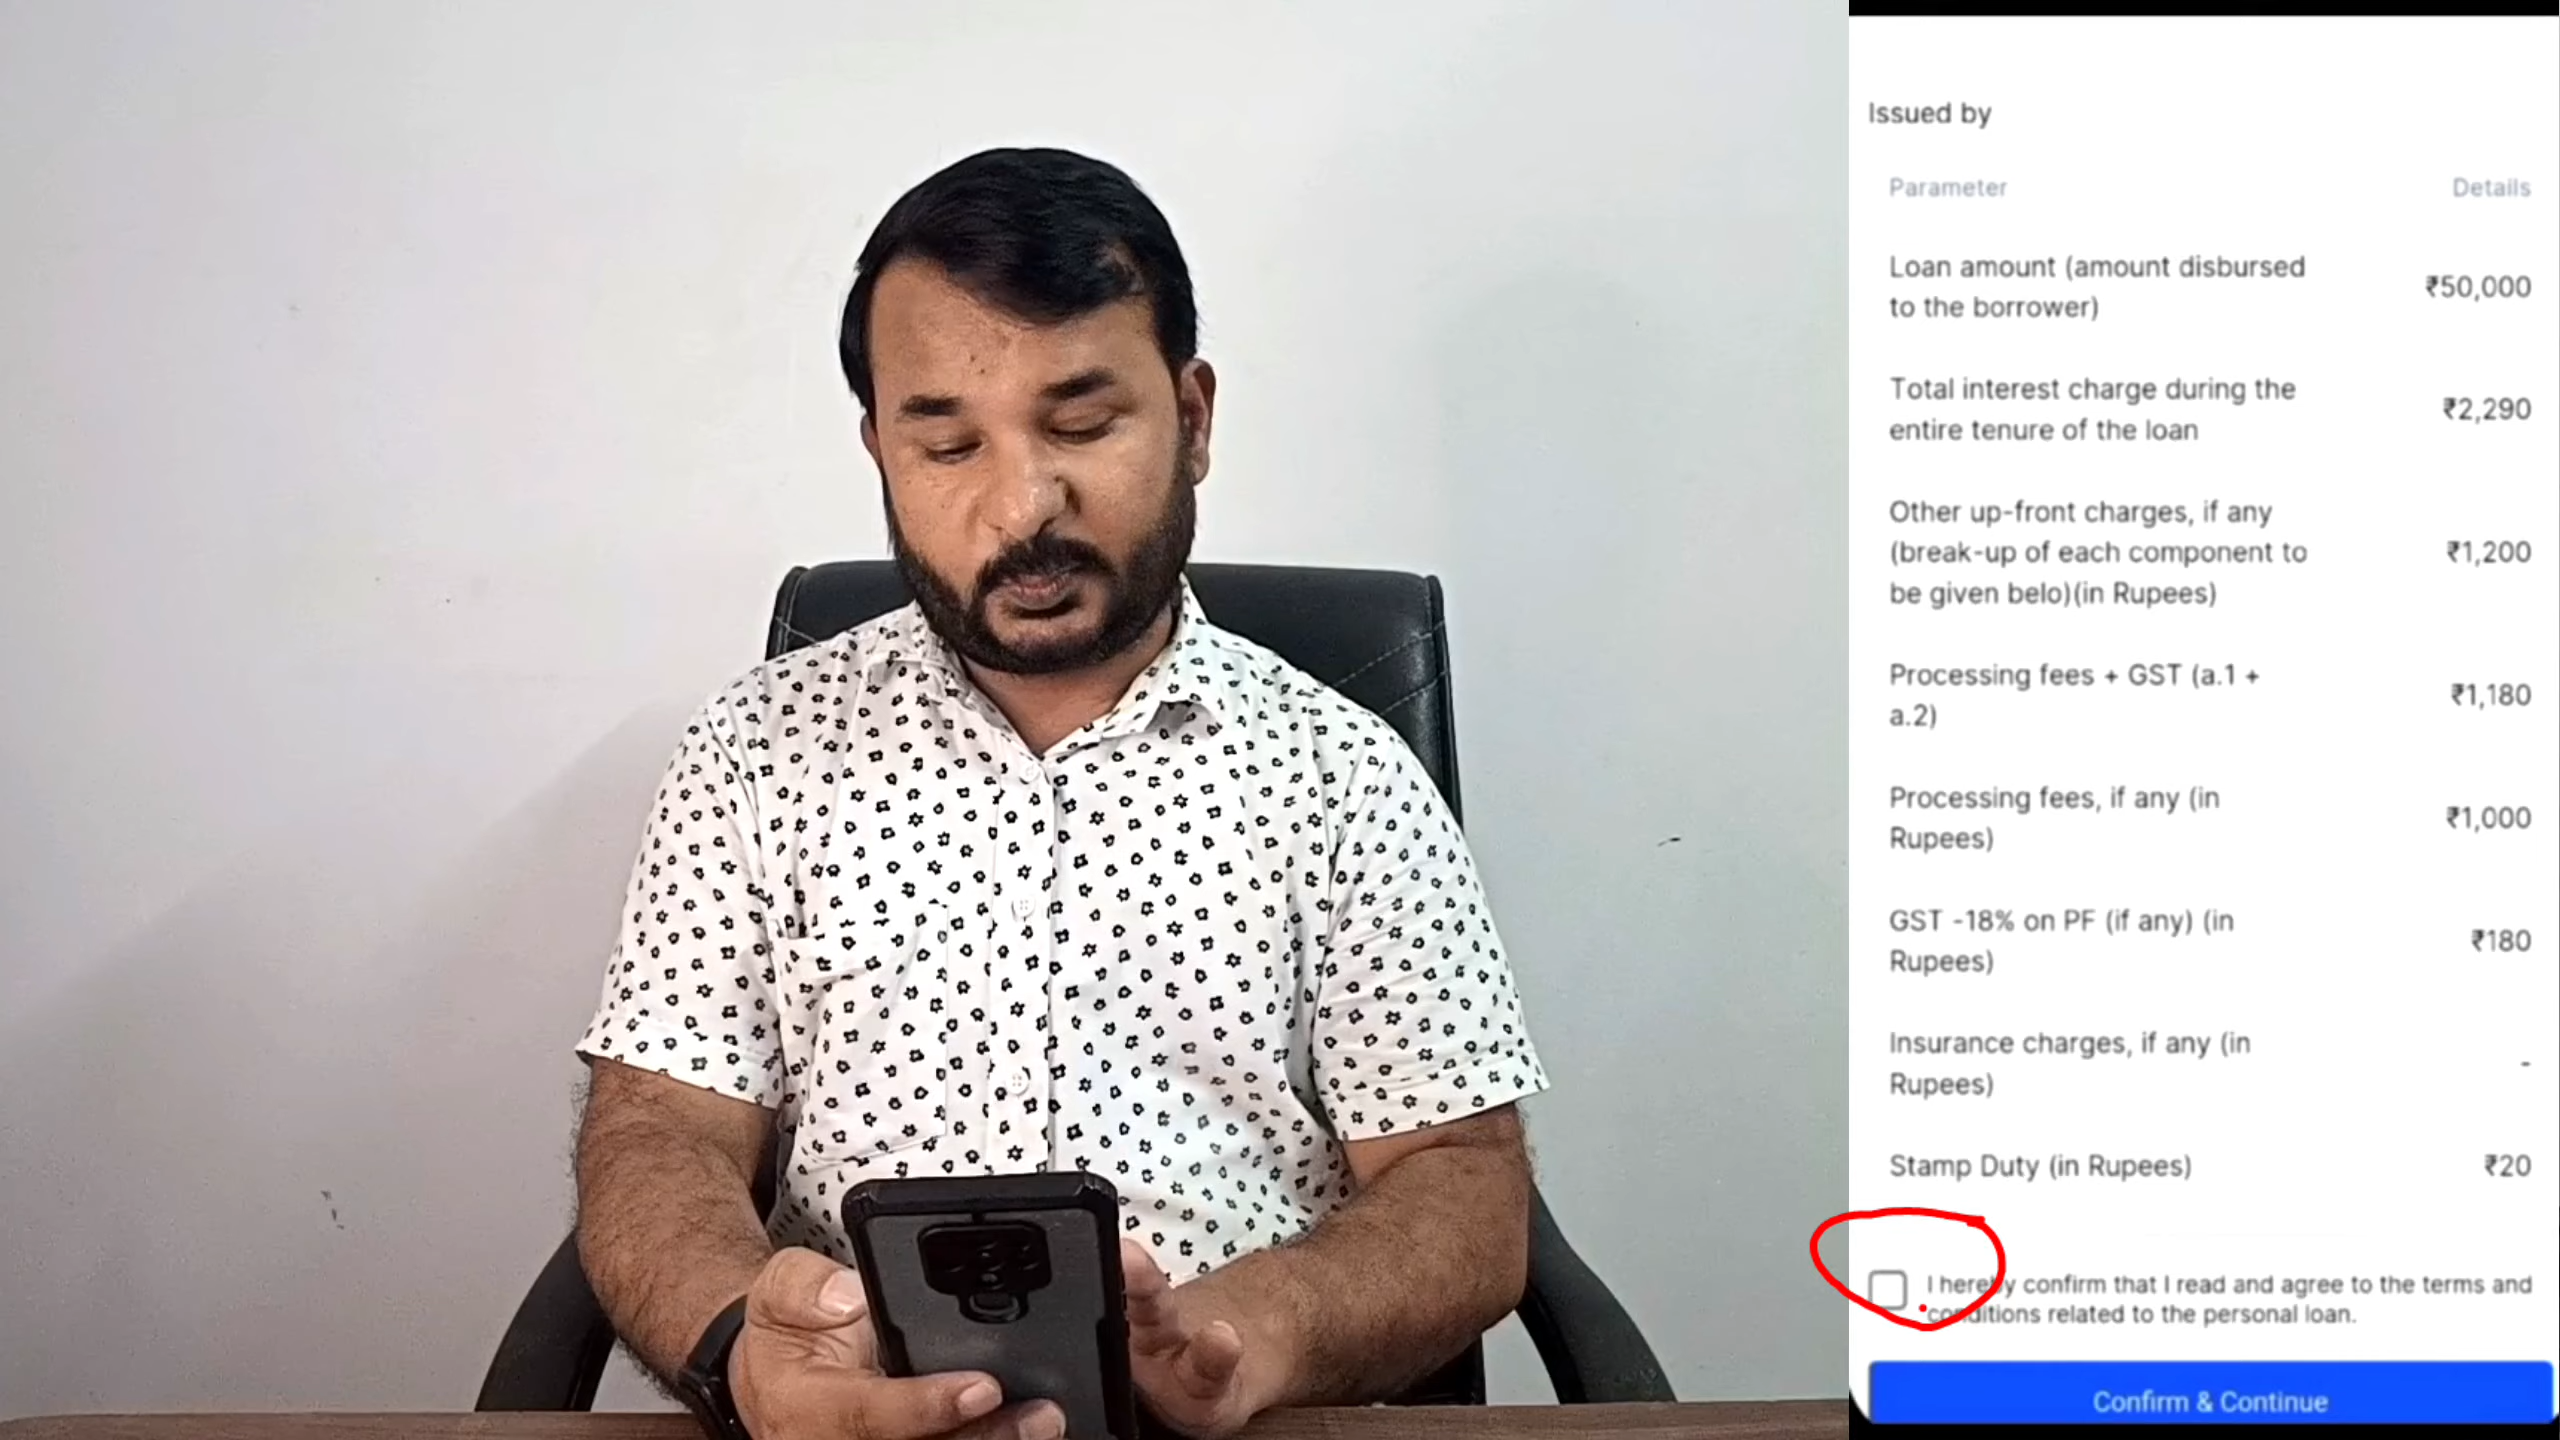 Issued by
Parameter Details
Loan amount (amount disbursed
to the borrower) ₹50,000
Total interest charge during the
entire tenure of the loan ₹2,290
Other up-front charges, if any
(break-up of each component to ₹1,200
be given belo)(in Rupees)
Processing fees + GST (a.1 +
a.2) ₹1,180
Processing fees, if any (in
Rupees) ₹1,000
GST -18% on PF (if any) (in
Rupees) ₹180
Insurance charges, if any (in
Rupees) -
Stamp Duty (in Rupees) ₹20
I hereby confirm that I read and agree to the terms and
conditions related to the personal loan.
Confirm & Continue